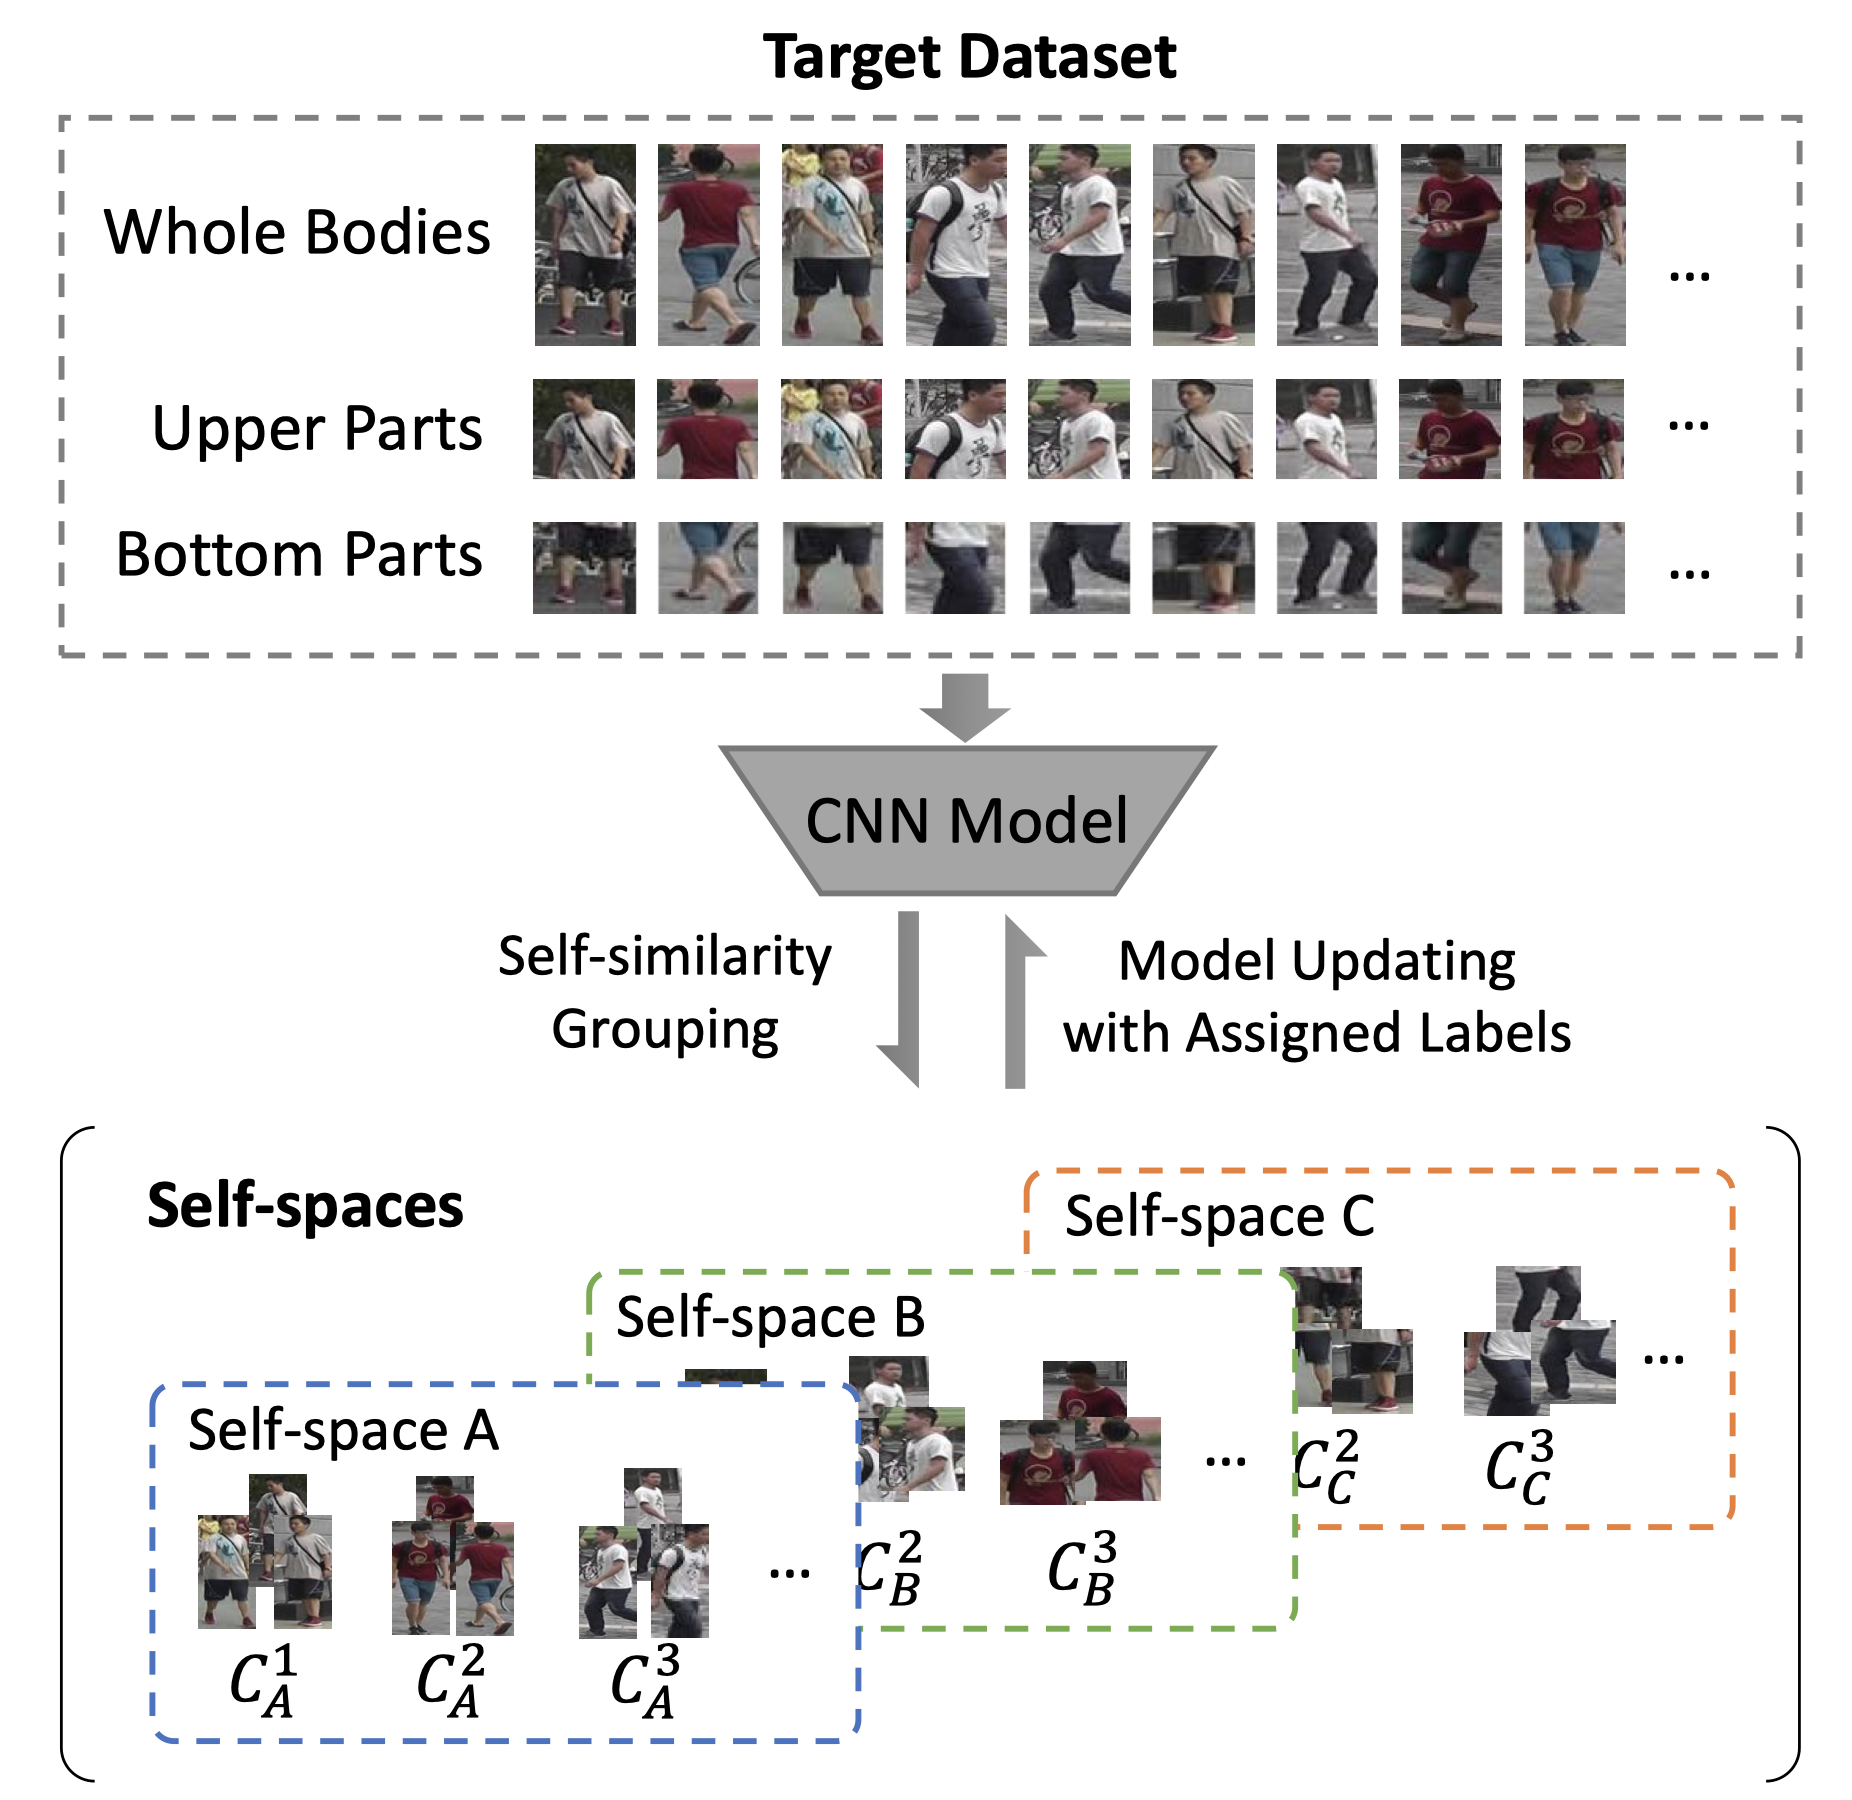 Target Dataset
Whole Bodies
...
Upper Parts
...
Bottom Parts
...
CNN Model
Self-similarity
Grouping
Model Updating
with Assigned Labels
Self-spaces
Self-space C
...
C_C^2
C_C^3
Self-space B
...
C_B^2
C_B^3
Self-space A
...
C_A^1
C_A^2
C_A^3